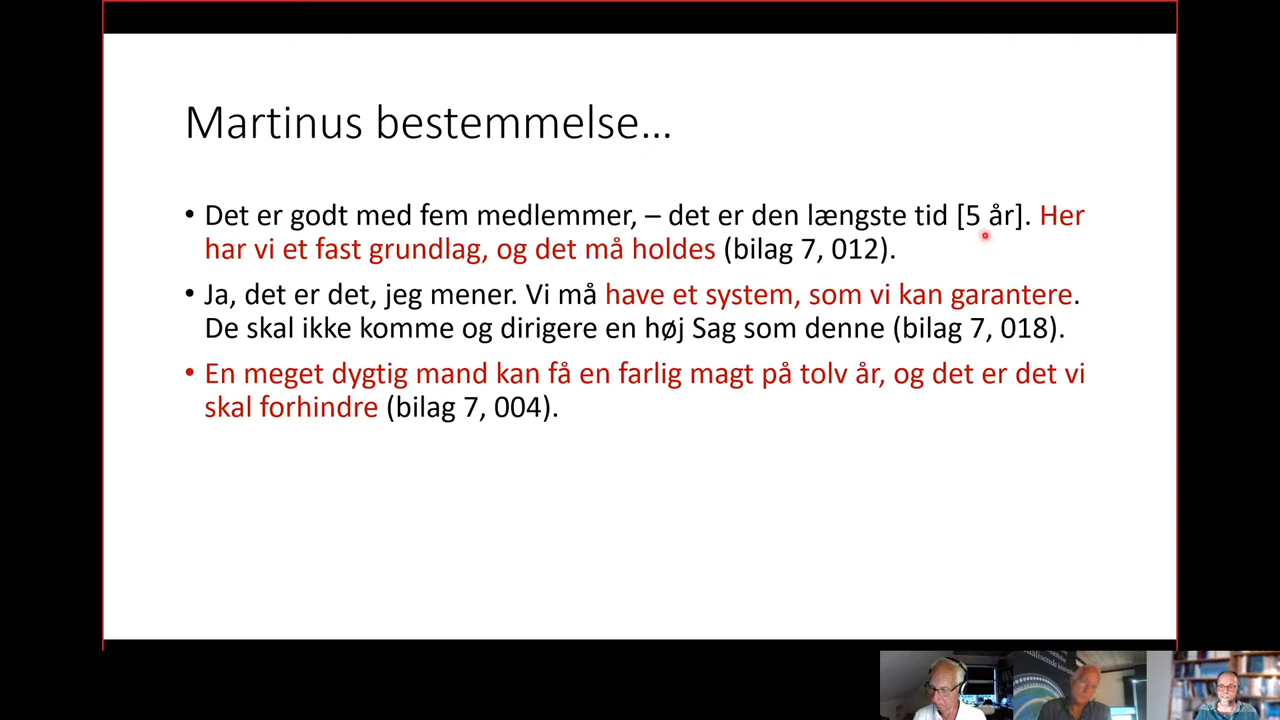 Martinus bestemmelse…
• Det er godt med fem medlemmer, – det er den længste tid [5 år]. Her
har vi et fast grundlag, og det må holdes (bilag 7, 012).
• Ja, det er det, jeg mener. Vi må have et system, som vi kan garantere.
De skal ikke komme og dirigere en høj Sag som denne (bilag 7, 018).
• En meget dygtig mand kan få en farlig magt på tolv år, og det er det vi
skal forhindre (bilag 7, 004).